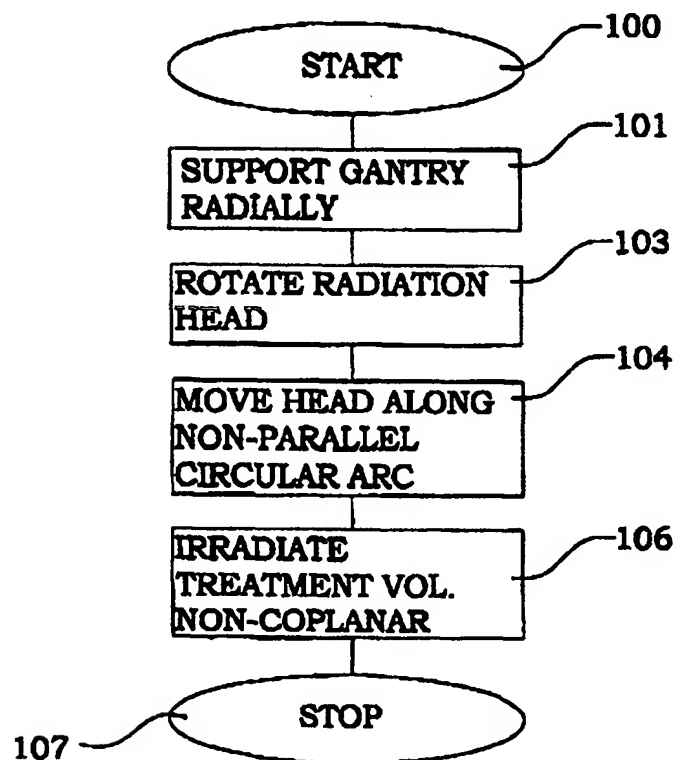 START
100
SUPPORT GANTRY
RADIALLY
101
ROTATE RADIATION
HEAD
103
MOVE HEAD ALONG
NON-PARALLEL
CIRCULAR ARC
104
IRRADIATE
TREATMENT VOL.
NON-COPLANAR
106
STOP
107